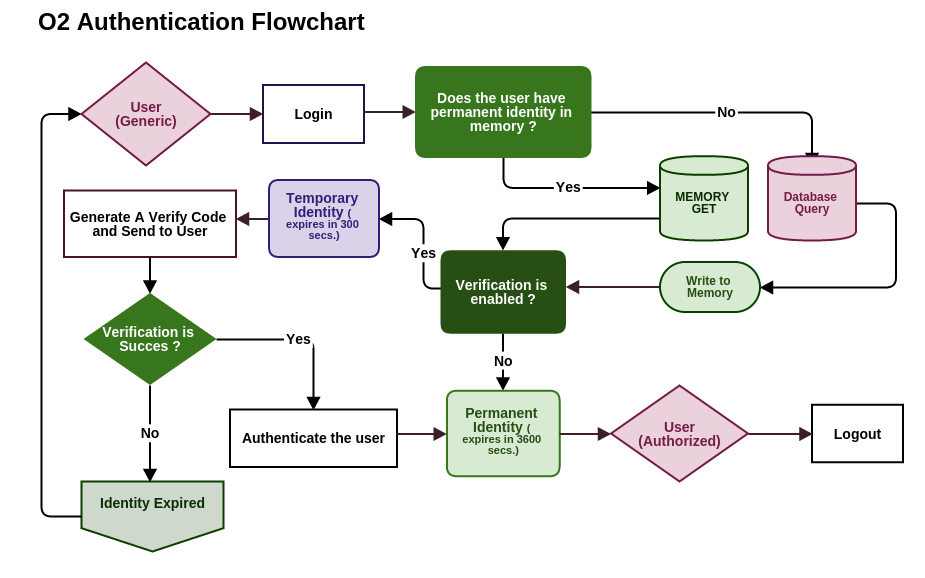 O2 Authentication Flowchart
User
(Generic)
Login
Does the user have
permanent identity in
memory ?
No
Yes
MEMORY
GET
Database
Query
Generate A Verify Code
and Send to User
Temporary
Identity (
expires in 300
secs.)
Yes
Verification is
enabled ?
Write to
Memory
Verification is
Succes ?
Yes
No
No
Authenticate the user
Permanent
Identity (
expires in 3600
secs.)
User
(Authorized)
Logout
Identity Expired